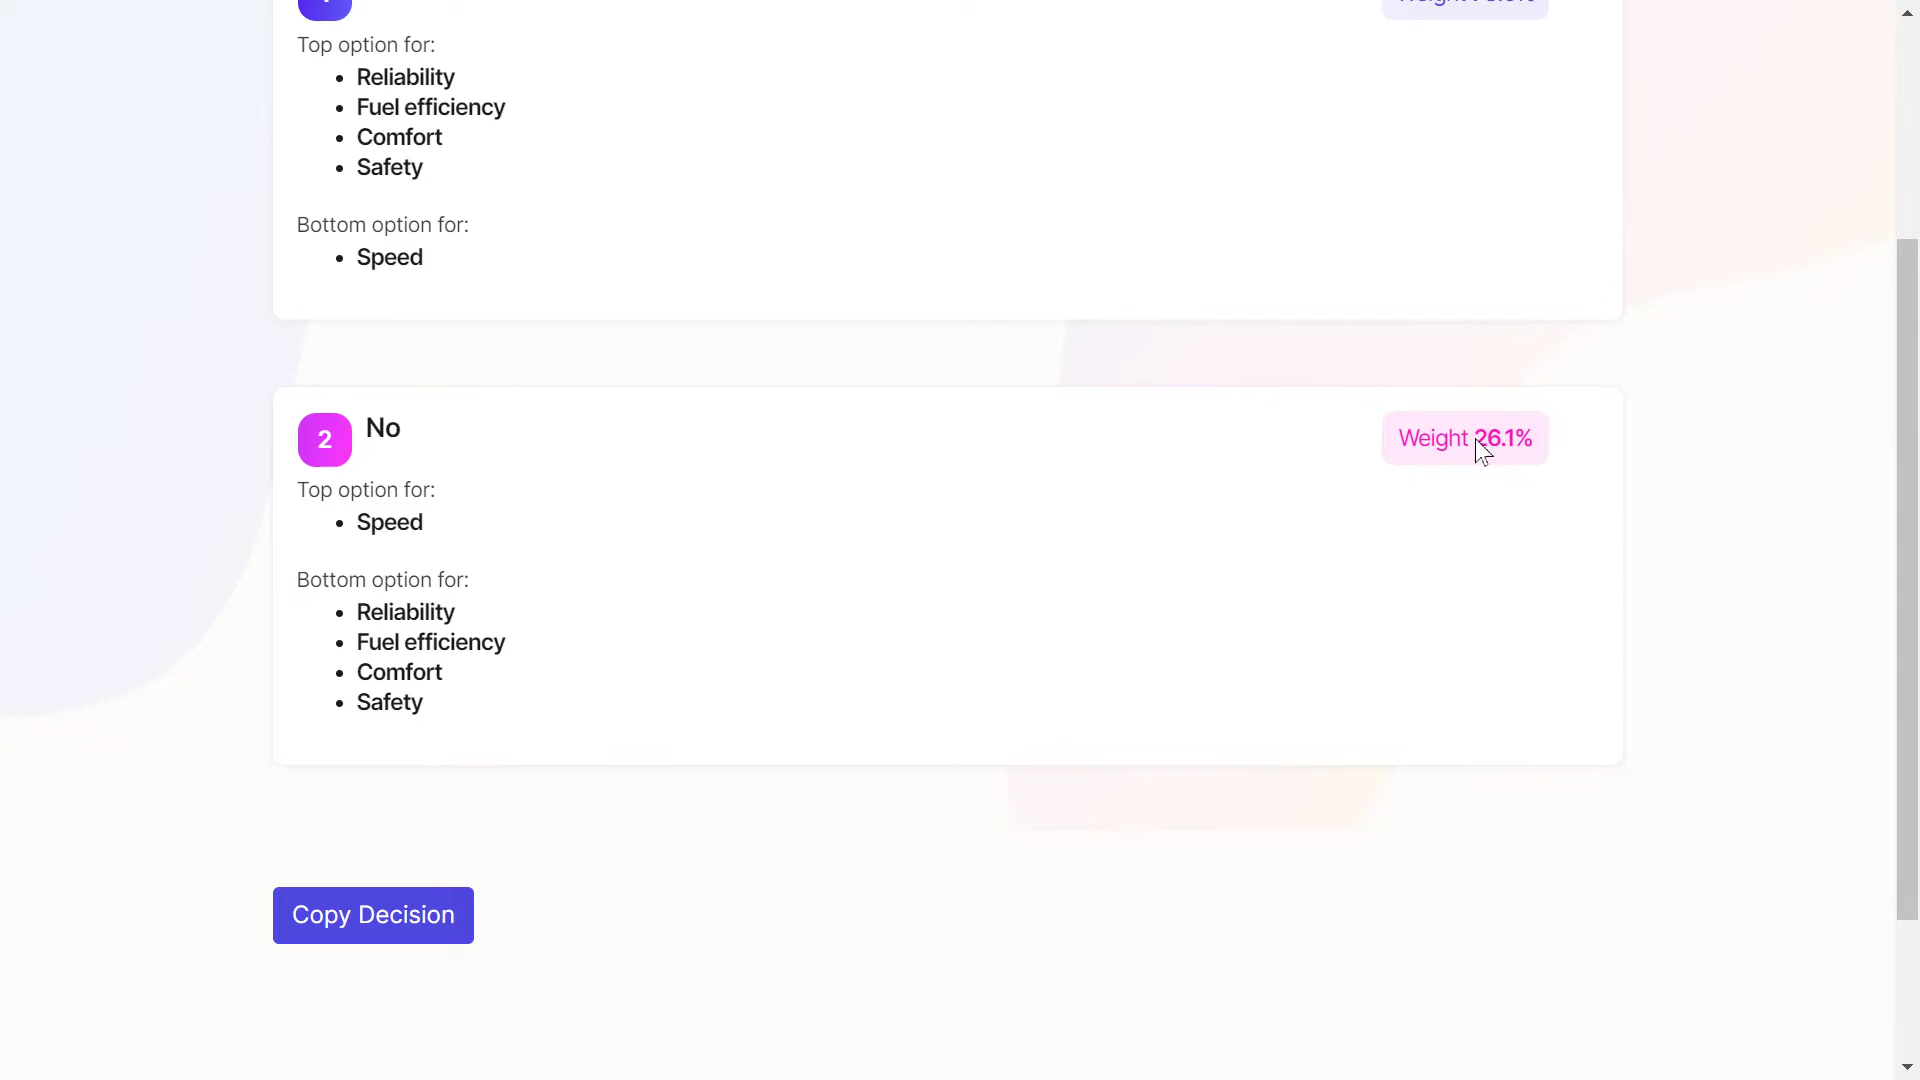 Top option for:
Reliability
Fuel efficiency
Comfort
Safety
Bottom option for:
Speed
2
No
Weight 26.1%
Top option for:
Speed
Bottom option for:
Reliability
Fuel efficiency
Comfort
Safety
Copy Decision